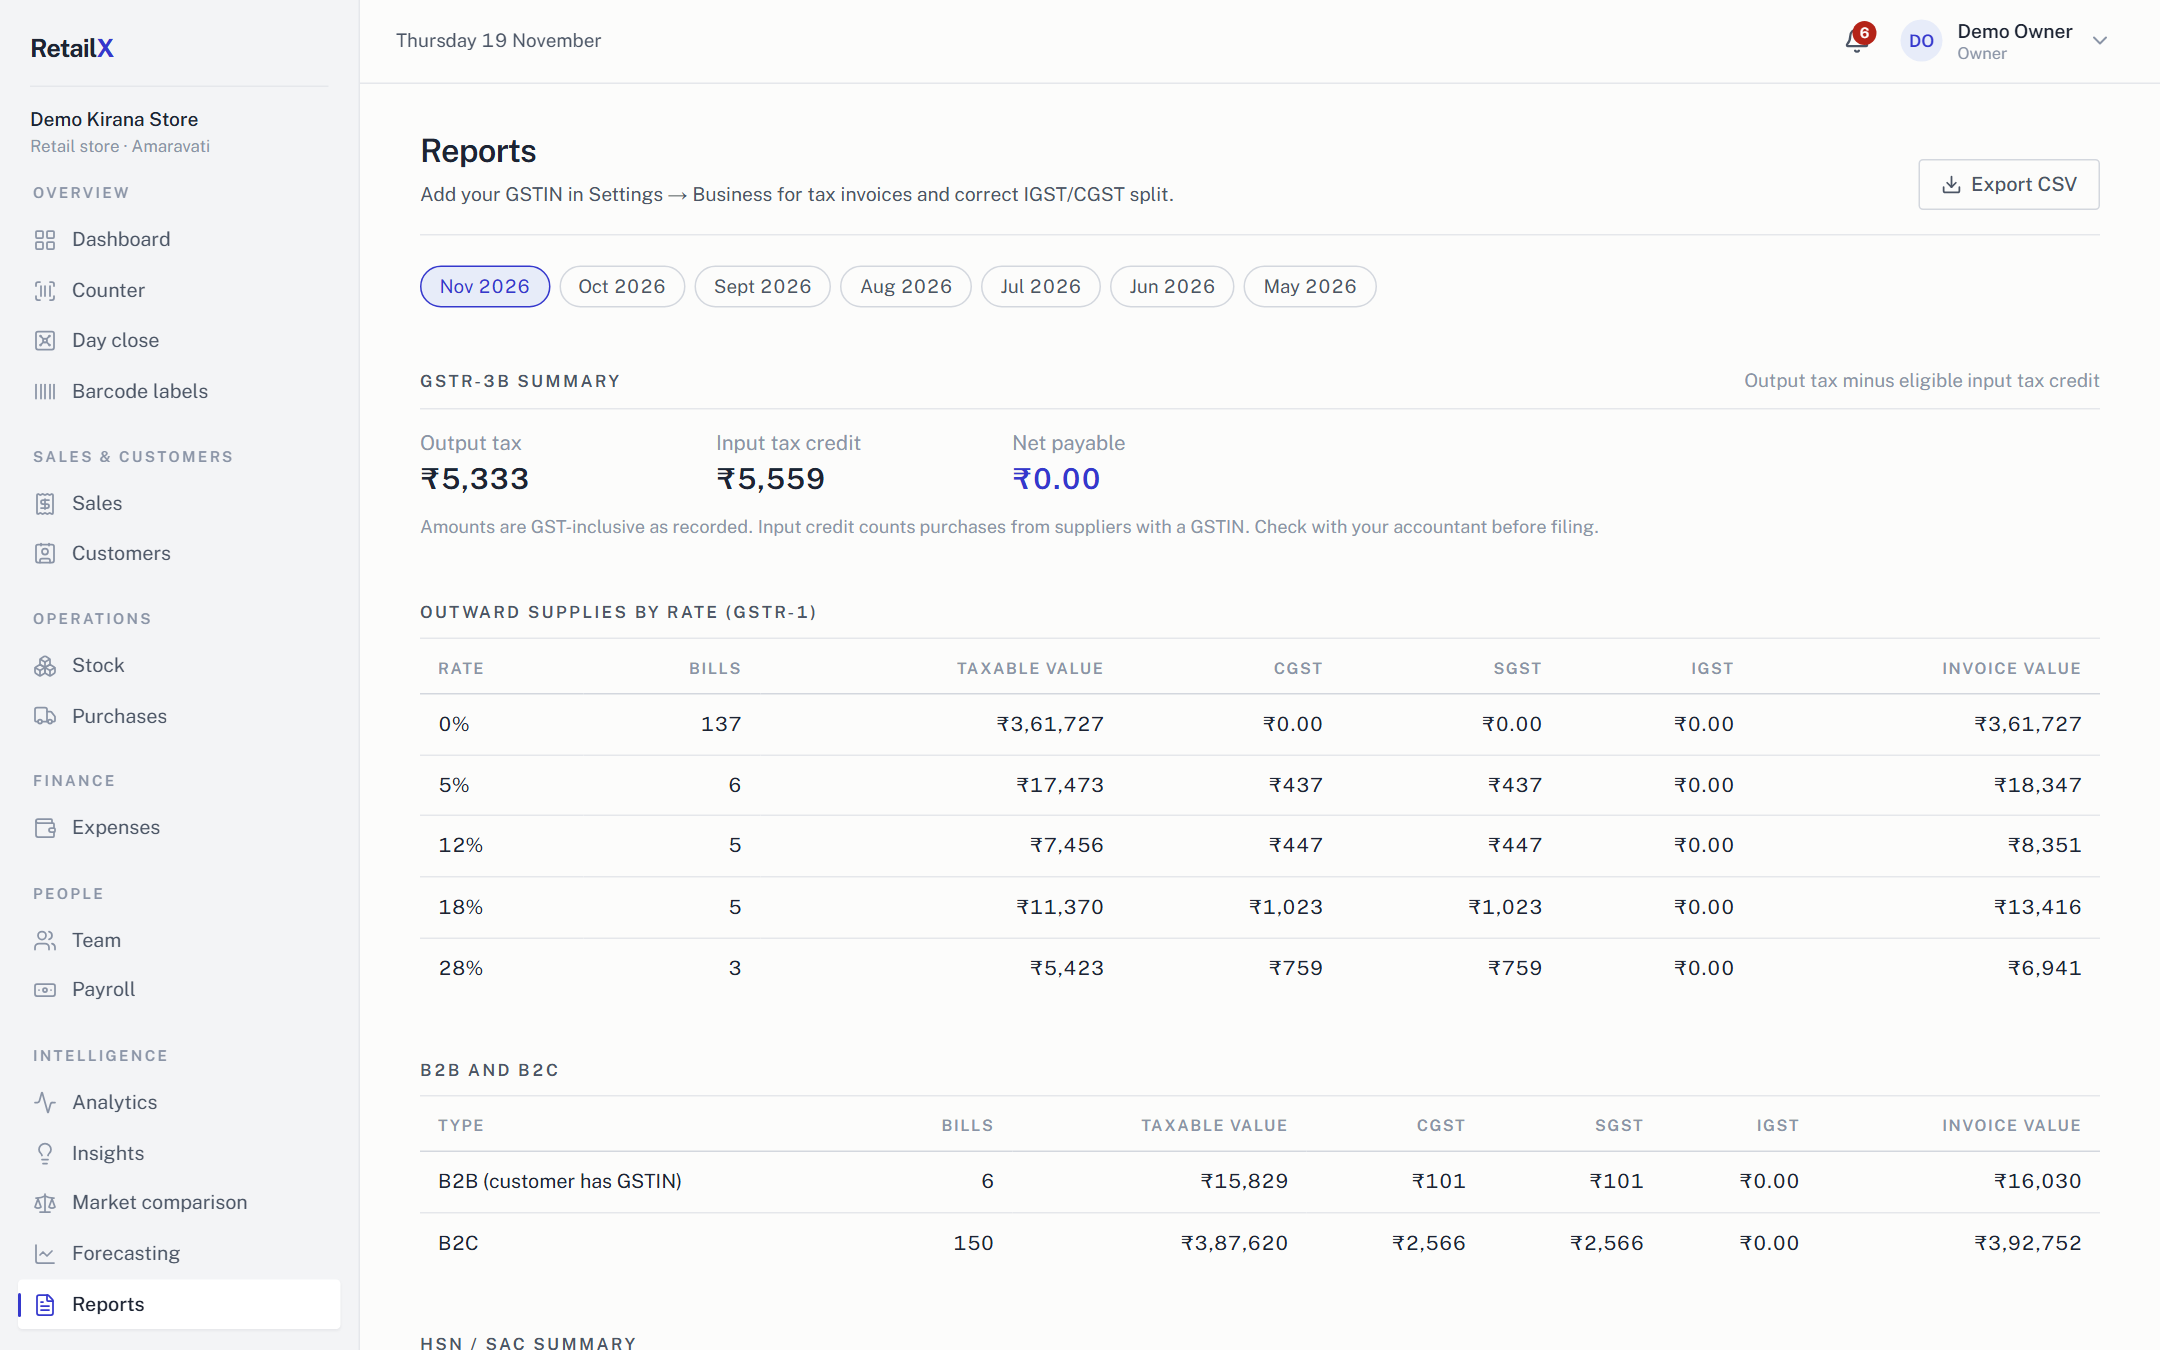 RetailX
Demo Kirana Store
Retail store · Amaravati
OVERVIEW
Dashboard
Counter
Day close
Barcode labels
SALES & CUSTOMERS
Sales
Customers
OPERATIONS
Stock
Purchases
FINANCE
Expenses
PEOPLE
Team
Payroll
INTELLIGENCE
Analytics
Insights
Market comparison
Forecasting
Reports
Thursday 19 November
6
DO
Demo Owner
Owner
Reports
Add your GSTIN in Settings → Business for tax invoices and correct IGST/CGST split.
Export CSV
Nov 2026 Oct 2026 Sept 2026 Aug 2026 Jul 2026 Jun 2026 May 2026
GSTR-3B SUMMARY Output tax minus eligible input tax credit
Output tax Input tax credit Net payable
₹5,333 ₹5,559 ₹0.00
Amounts are GST-inclusive as recorded. Input credit counts purchases from suppliers with a GSTIN. Check with your accountant before filing.
OUTWARD SUPPLIES BY RATE (GSTR-1)
RATE BILLS TAXABLE VALUE CGST SGST IGST INVOICE VALUE
0% 137 ₹3,61,727 ₹0.00 ₹0.00 ₹0.00 ₹3,61,727
5% 6 ₹17,473 ₹437 ₹437 ₹0.00 ₹18,347
12% 5 ₹7,456 ₹447 ₹447 ₹0.00 ₹8,351
18% 5 ₹11,370 ₹1,023 ₹1,023 ₹0.00 ₹13,416
28% 3 ₹5,423 ₹759 ₹759 ₹0.00 ₹6,941
B2B AND B2C
TYPE BILLS TAXABLE VALUE CGST SGST IGST INVOICE VALUE
B2B (customer has GSTIN) 6 ₹15,829 ₹101 ₹101 ₹0.00 ₹16,030
B2C 150 ₹3,87,620 ₹2,566 ₹2,566 ₹0.00 ₹3,92,752
HSN / SAC SUMMARY